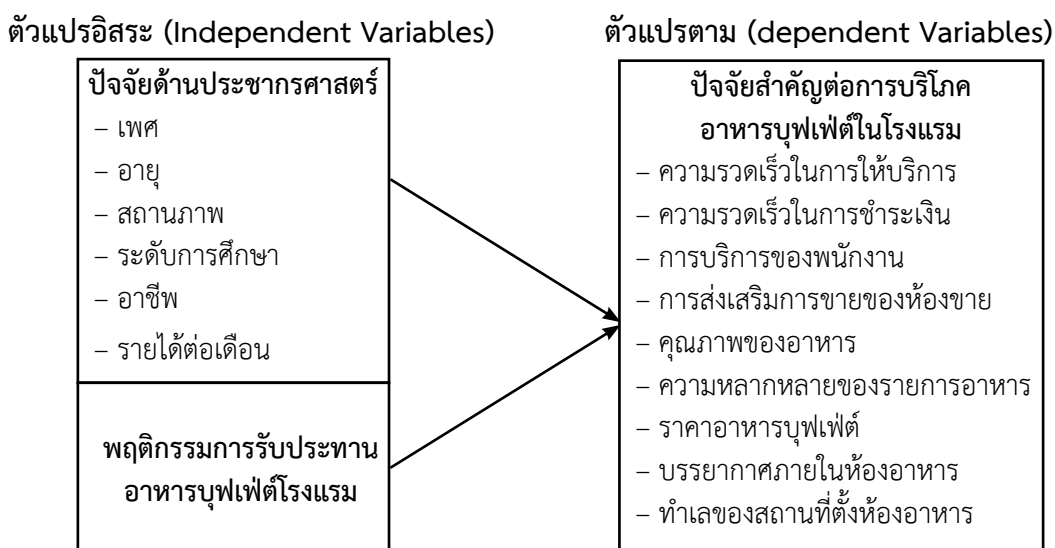 ตัวแปรอิสระ (Independent Variables)
ปัจจัยด้านประชากรศาสตร์
– เพศ
– อายุ
– สถานภาพ
– ระดับการศึกษา
– อาชีพ
– รายได้ต่อเดือน
พฤติกรรมการรับประทาน
อาหารบุฟเฟ่ต์โรงแรม
ตัวแปรตาม (dependent Variables)
ปัจจัยสำคัญต่อการบริโภค
อาหารบุฟเฟ่ต์ในโรงแรม
– ความรวดเร็วในการให้บริการ
– ความรวดเร็วในการชำระเงิน
– การบริการของพนักงาน
– การส่งเสริมการขายของห้องขาย
– คุณภาพของอาหาร
– ความหลากหลายของรายการอาหาร
– ราคาอาหารบุฟเฟ่ต์
– บรรยากาศภายในห้องอาหาร
– ทำเลของสถานที่ตั้งห้องอาหาร